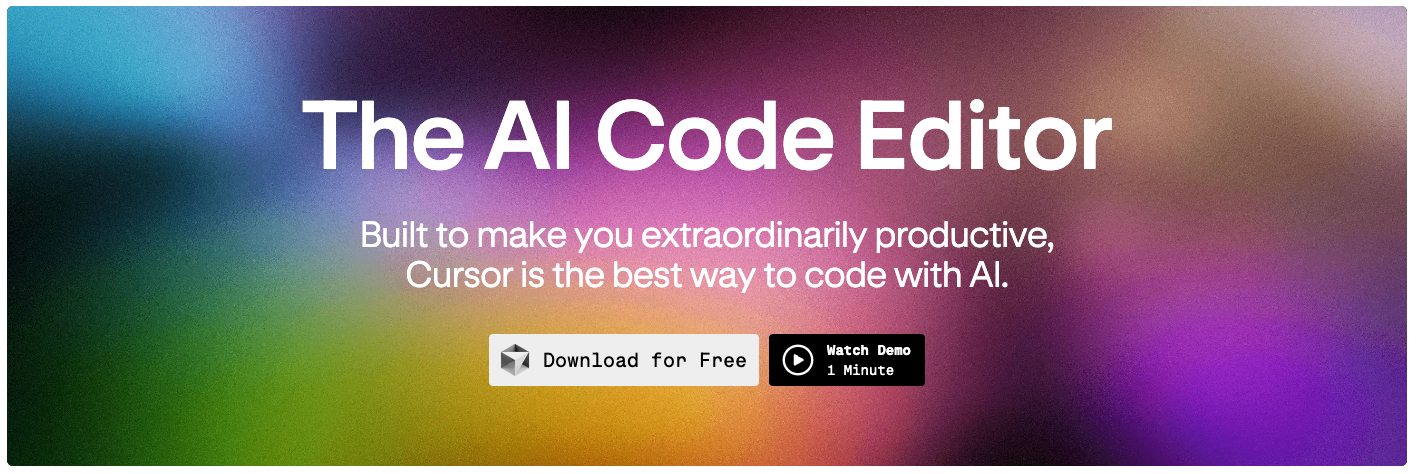 The AI Code Editor
Built to make you extraordinarily productive,
Cursor is the best way to code with AI.
Download for Free
Watch Demo
1 Minute